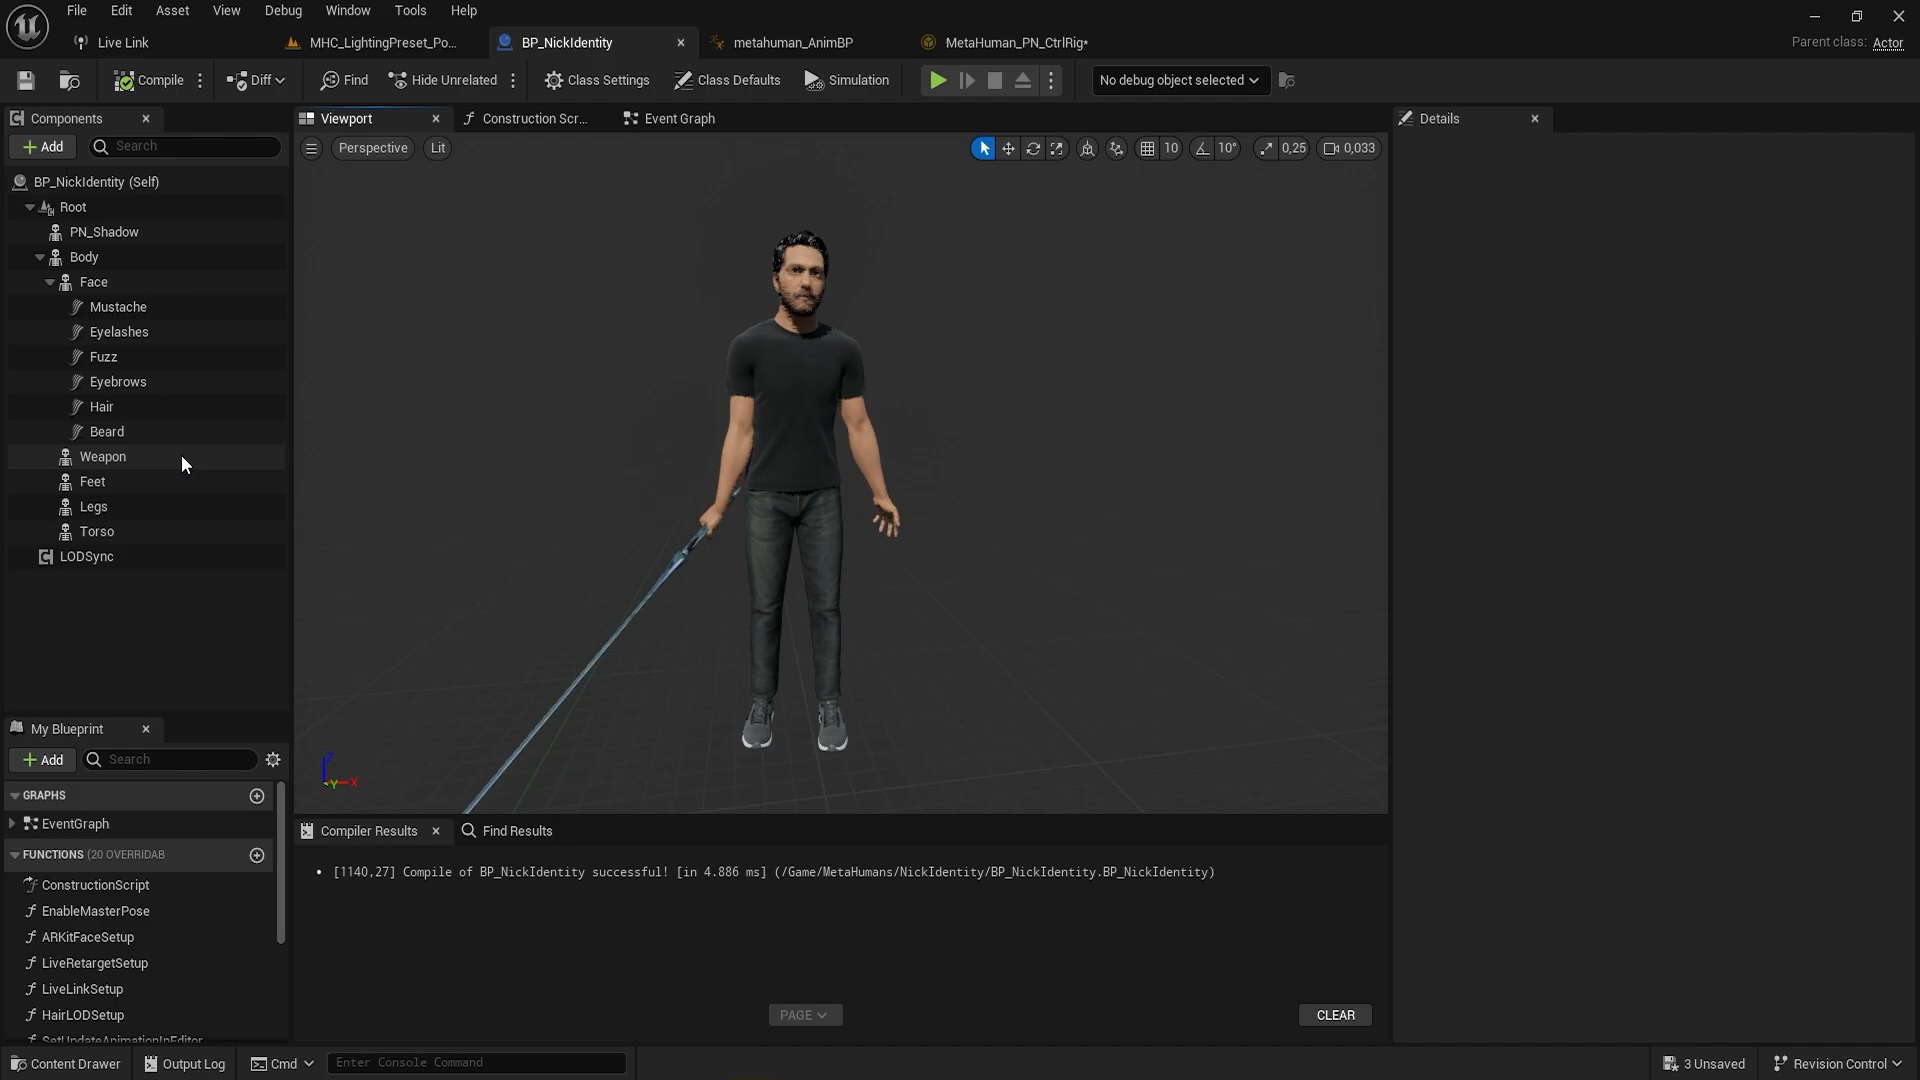 File Edit Asset View Debug Window Tools Help
Live Link MHC_LightingPreset_Po... BP_NickIdentity metahuman_AnimBP MetaHuman_PN_CtrlRig* Parent class: Actor
Compile Diff Find Hide Unrelated Class Settings Class Defaults Simulation No debug object selected
Components Viewport Construction Scr... Event Graph Details
Add Search Perspective Lit 10 10° 0,25 0,033
BP_NickIdentity (Self)
Root
PN_Shadow
Body
Face
Mustache
Eyelashes
Fuzz
Eyebrows
Hair
Beard
Weapon
Feet
Legs
Torso
LODSync
Z
Y X
My Blueprint
Add Search
GRAPHS
EventGraph
FUNCTIONS (20 OVERRIDAB
ConstructionScript
EnableMasterPose
ARKitFaceSetup
LiveRetargetSetup
LiveLinkSetup
HairLODSetup
SetUpdateAnimationInEditor
Compiler Results Find Results
• [1140,27] Compile of BP_NickIdentity successful! [in 4.886 ms] (/Game/MetaHumans/NickIdentity/BP_NickIdentity.BP_NickIdentity)
PAGE CLEAR
Content Drawer Output Log Cmd Enter Console Command 3 Unsaved Revision Control